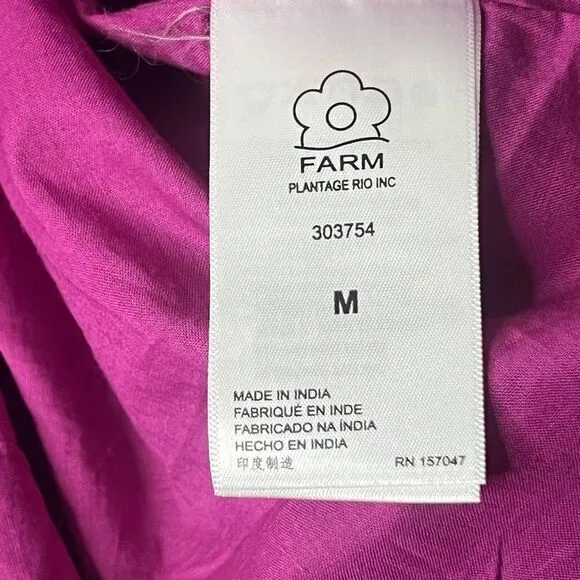 FARM
PLANTAGE RIO INC
303754
M
MADE IN INDIA
FABRIQUÉ EN INDE
FABRICADO NA ÍNDIA
HECHO EN INDIA
印度制造
RN 157047